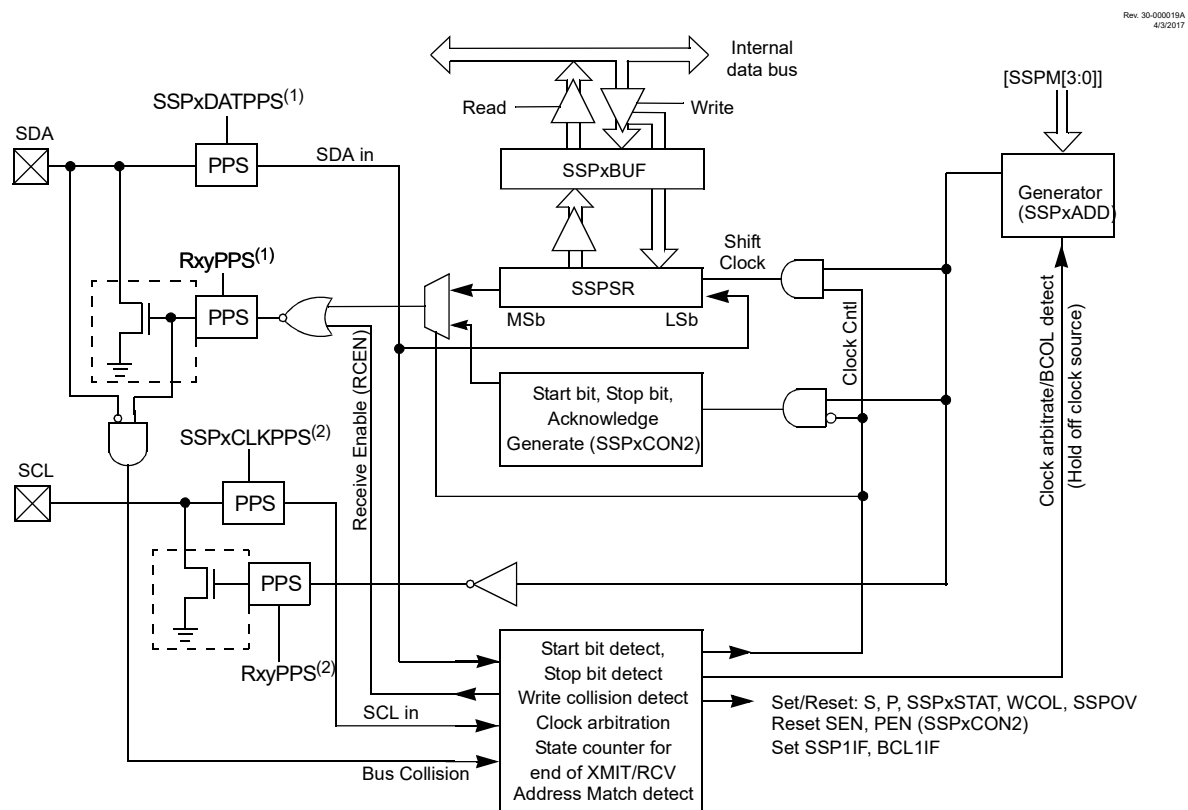 Rev. 30-000019A
4/3/2017
Internal
data bus
[SSPM[3:0]]
Read
Write
SSPxDATPPS(1)
SDA
PPS
SDA in
SSPxBUF
Generator
(SSPxADD)
RxyPPS(1)
Shift
Clock
PPS
SSPSR
MSb
LSb
Clock Cntl
Clock arbitrate/BCOL detect
(Hold off clock source)
Receive Enable (RCEN)
Start bit, Stop bit,
Acknowledge
Generate (SSPxCON2)
SSPxCLKPPS(2)
SCL
PPS
PPS
RxyPPS(2)
Start bit detect,
Stop bit detect
Write collision detect
Clock arbitration
State counter for
end of XMIT/RCV
Address Match detect
SCL in
Bus Collision
Set/Reset: S, P, SSPxSTAT, WCOL, SSPOV
Reset SEN, PEN (SSPxCON2)
Set SSP1IF, BCL1IF